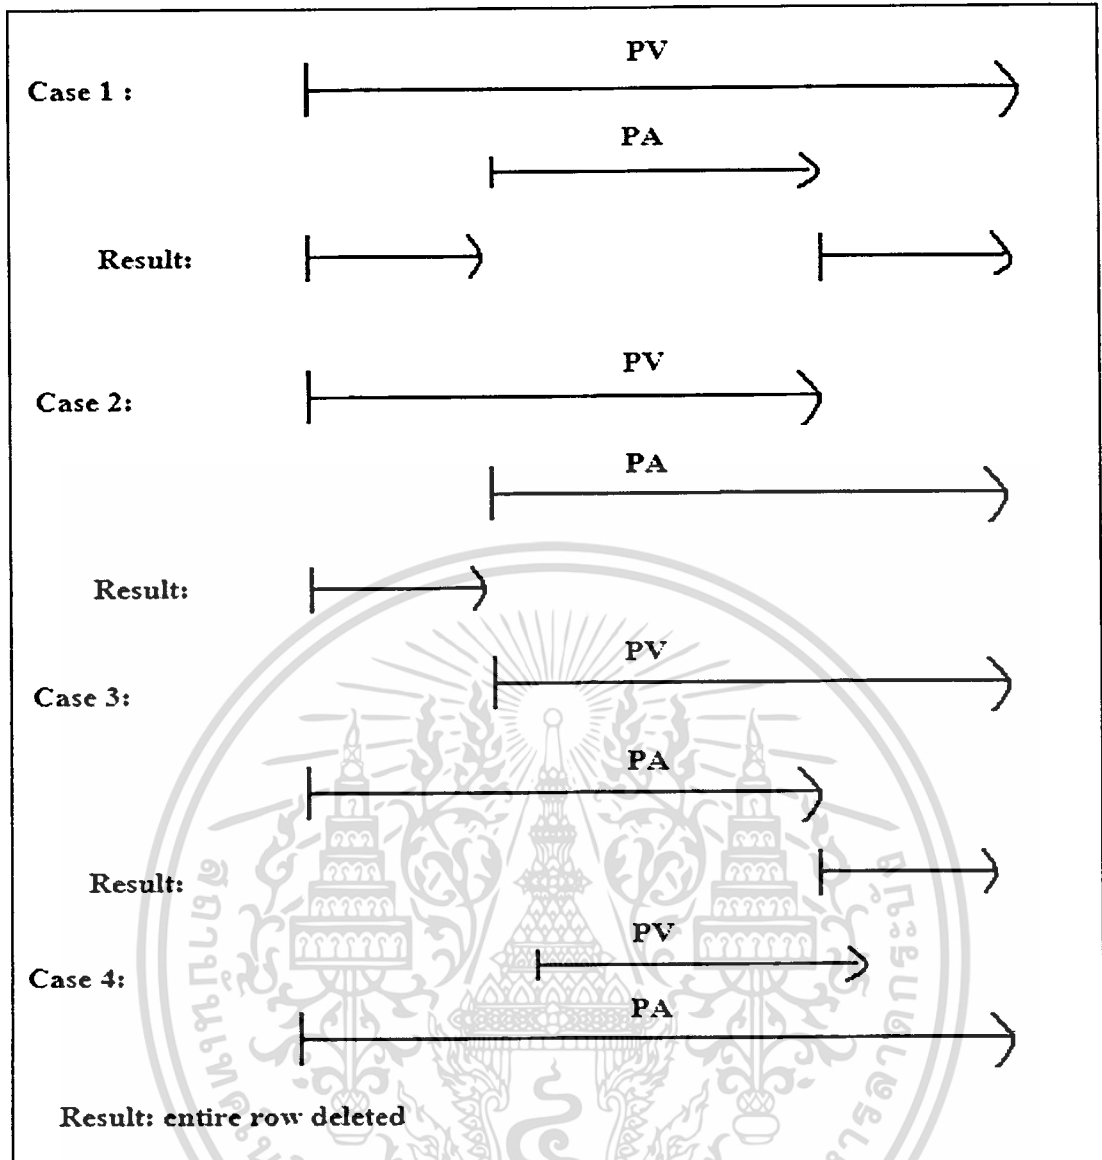 PV
Case 1 :
PA
Result:
PV
Case 2:
PA
Result:
PV
Case 3:
PA
Result:
PV
Case 4:
PA
Result: entire row deleted